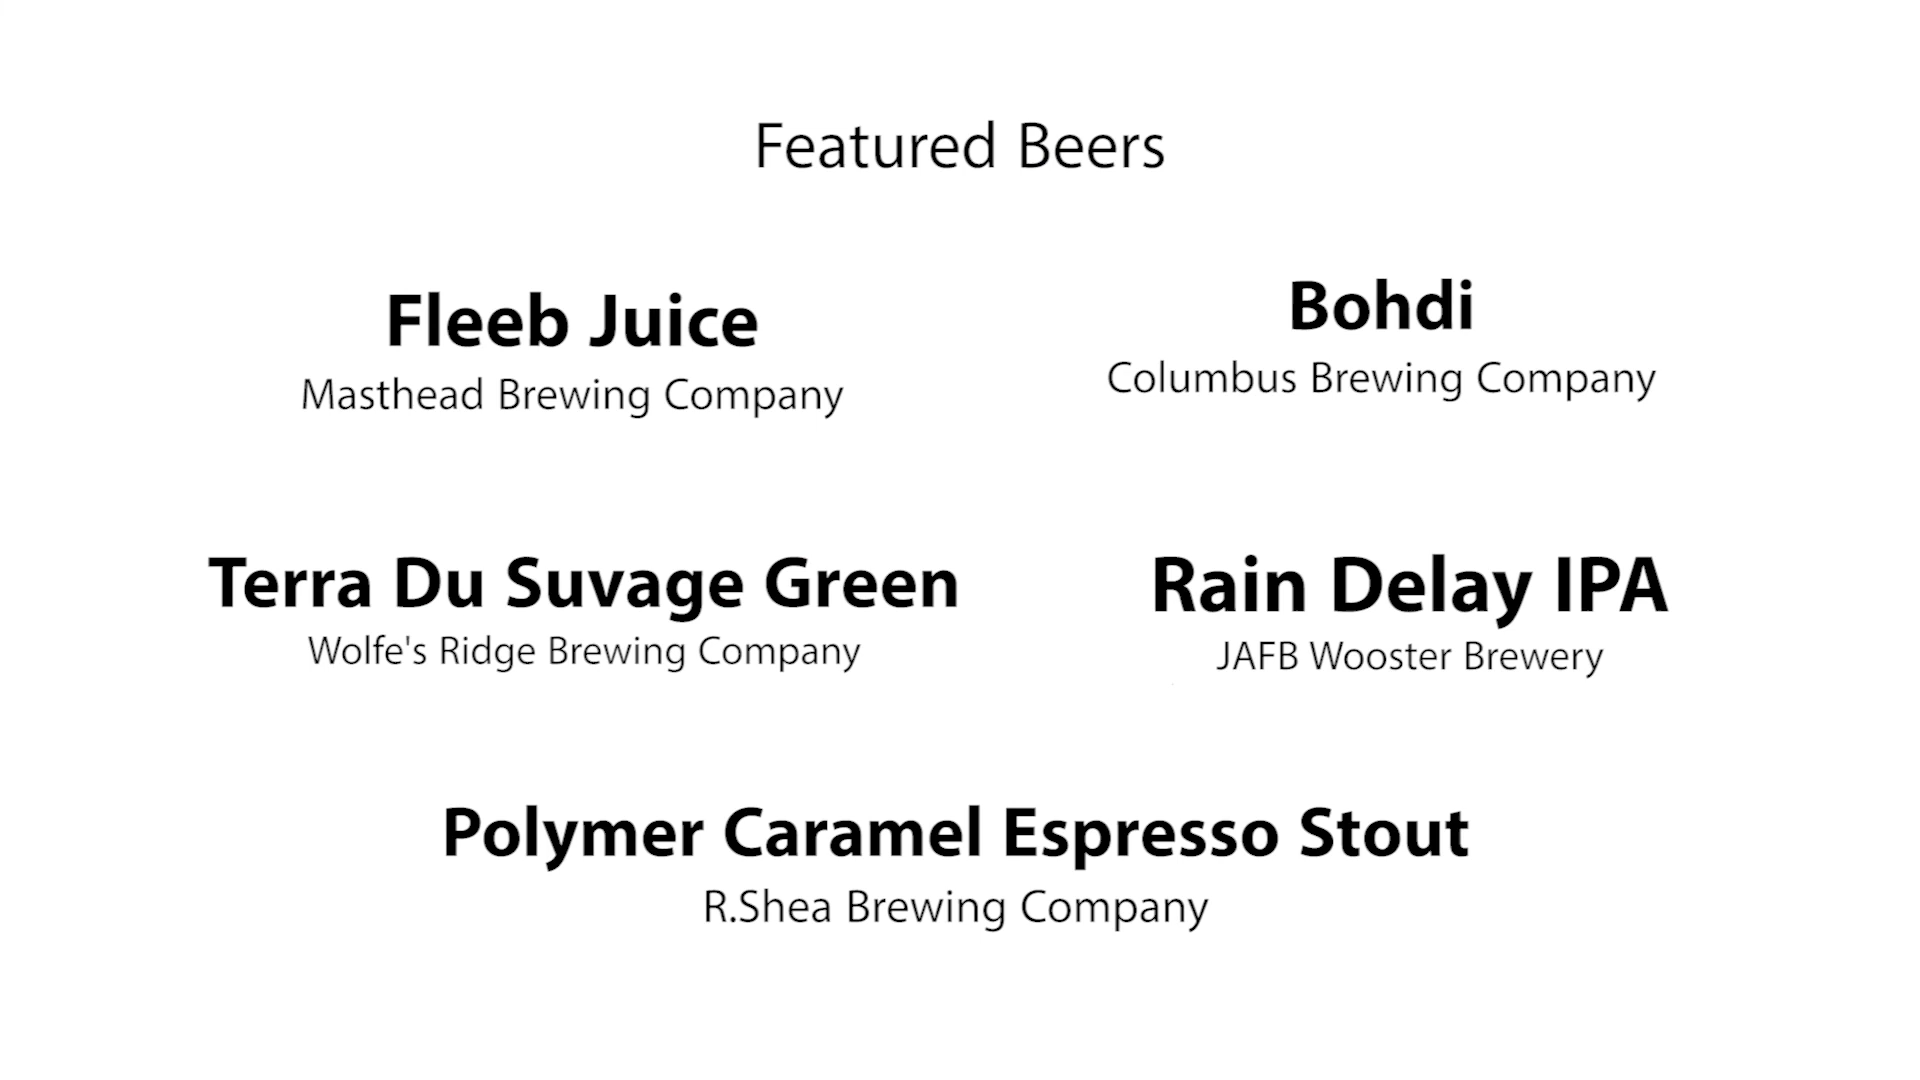 Featured Beers
Fleeb Juice
Masthead Brewing Company
Bohdi
Columbus Brewing Company
Terra Du Suvage Green
Wolfe's Ridge Brewing Company
Rain Delay IPA
JAFB Wooster Brewery
Polymer Caramel Espresso Stout
R.Shea Brewing Company